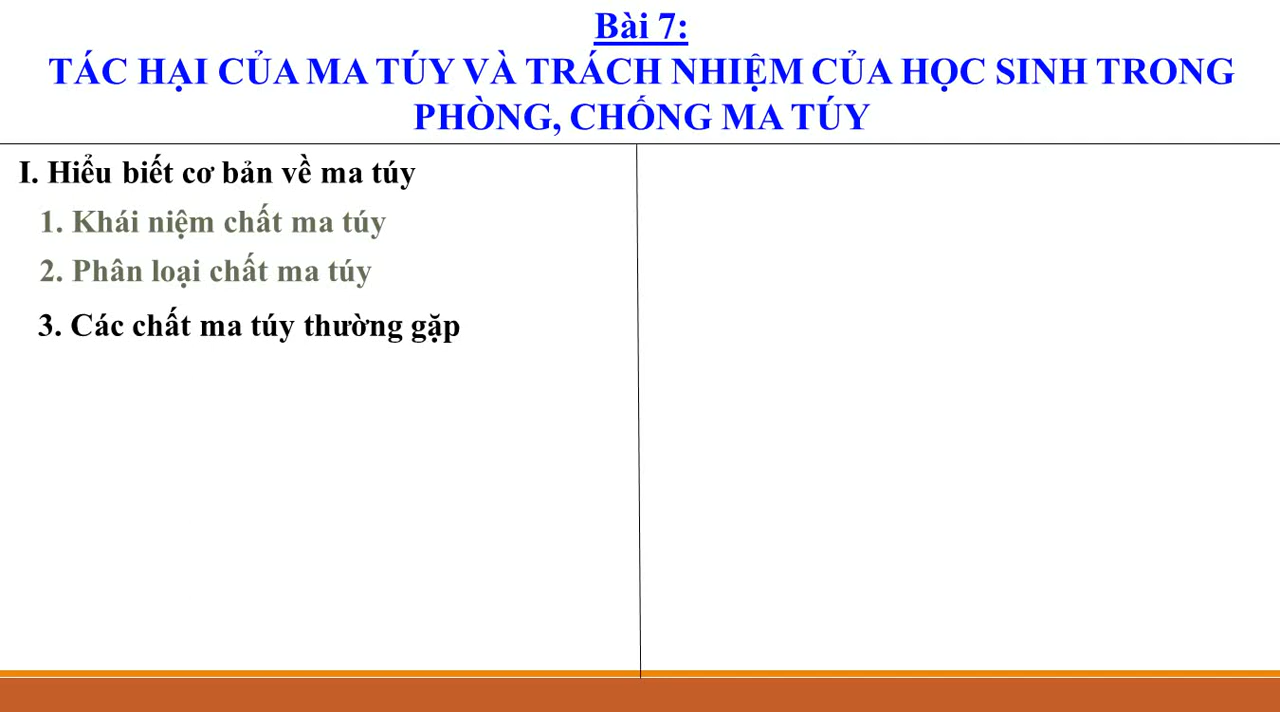 Bài 7:
TÁC HẠI CỦA MA TÚY VÀ TRÁCH NHIỆM CỦA HỌC SINH TRONG
PHÒNG, CHỐNG MA TÚY
I. Hiểu biết cơ bản về ma túy
1. Khái niệm chất ma túy
2. Phân loại chất ma túy
3. Các chất ma túy thường gặp